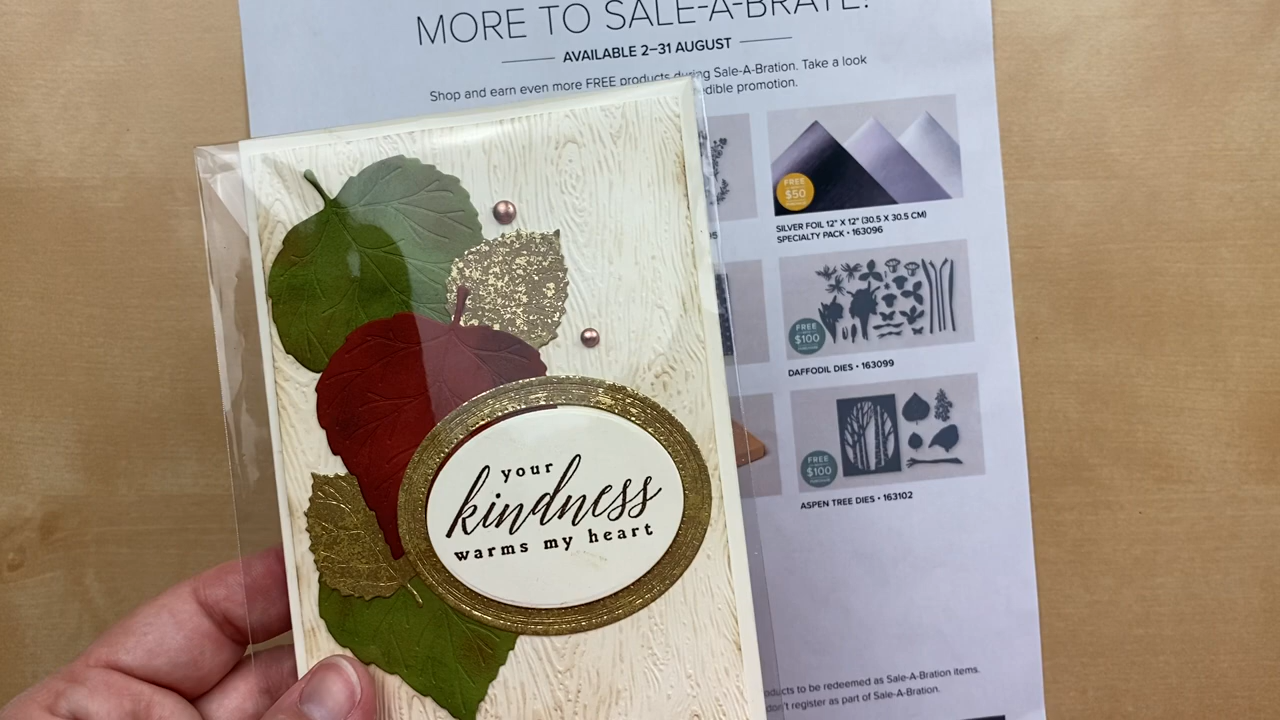 MORE TO SALE-A-BRATE!
AVAILABLE 2–31 AUGUST
Shop and earn even more FREE products during Sale-A-Bration. Take a look
edible promotion.
FREE
$50
SILVER FOIL 12" X 12" (30.5 X 30.5 CM)
SPECIALTY PACK • 163096
FREE
$100
DAFFODIL DIES • 163099
FREE
$100
ASPEN TREE DIES • 163102
your
kindness
warms my heart
ducts to be redeemed as Sale-A-Bration items.
don't register as part of Sale-A-Bration.